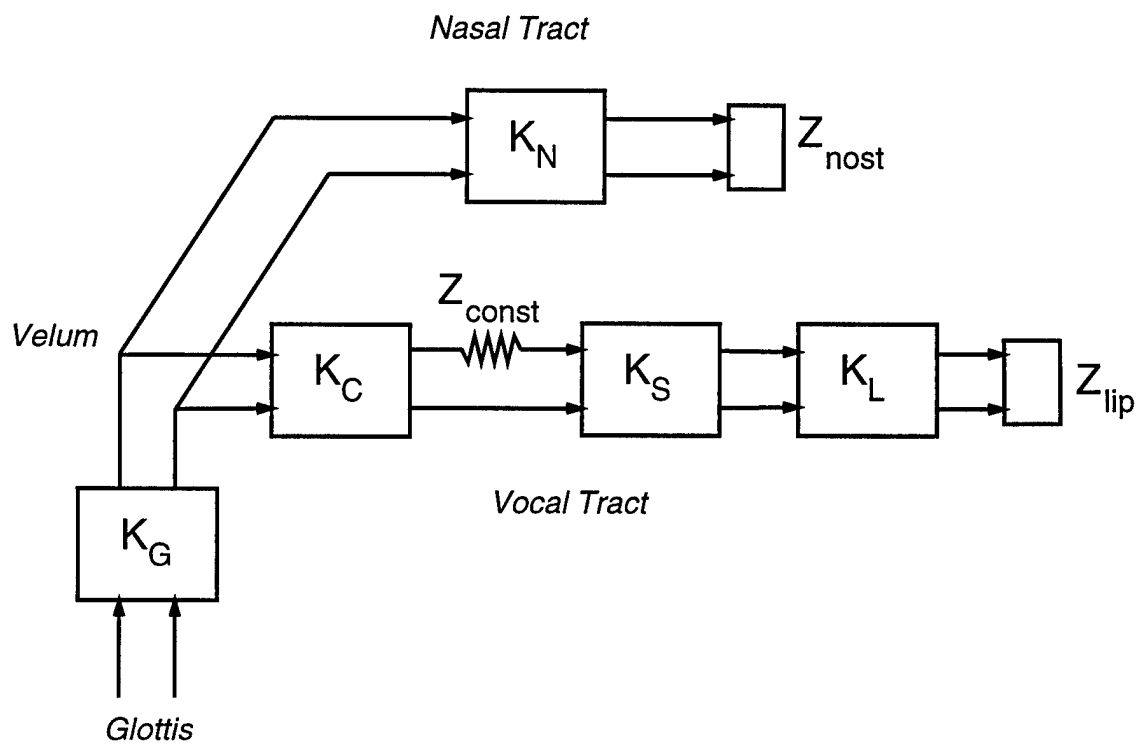 Nasal Tract
K_N
Z_nost
Z_const
Velum
K_C
K_S
K_L
Z_lip
Vocal Tract
K_G
Glottis